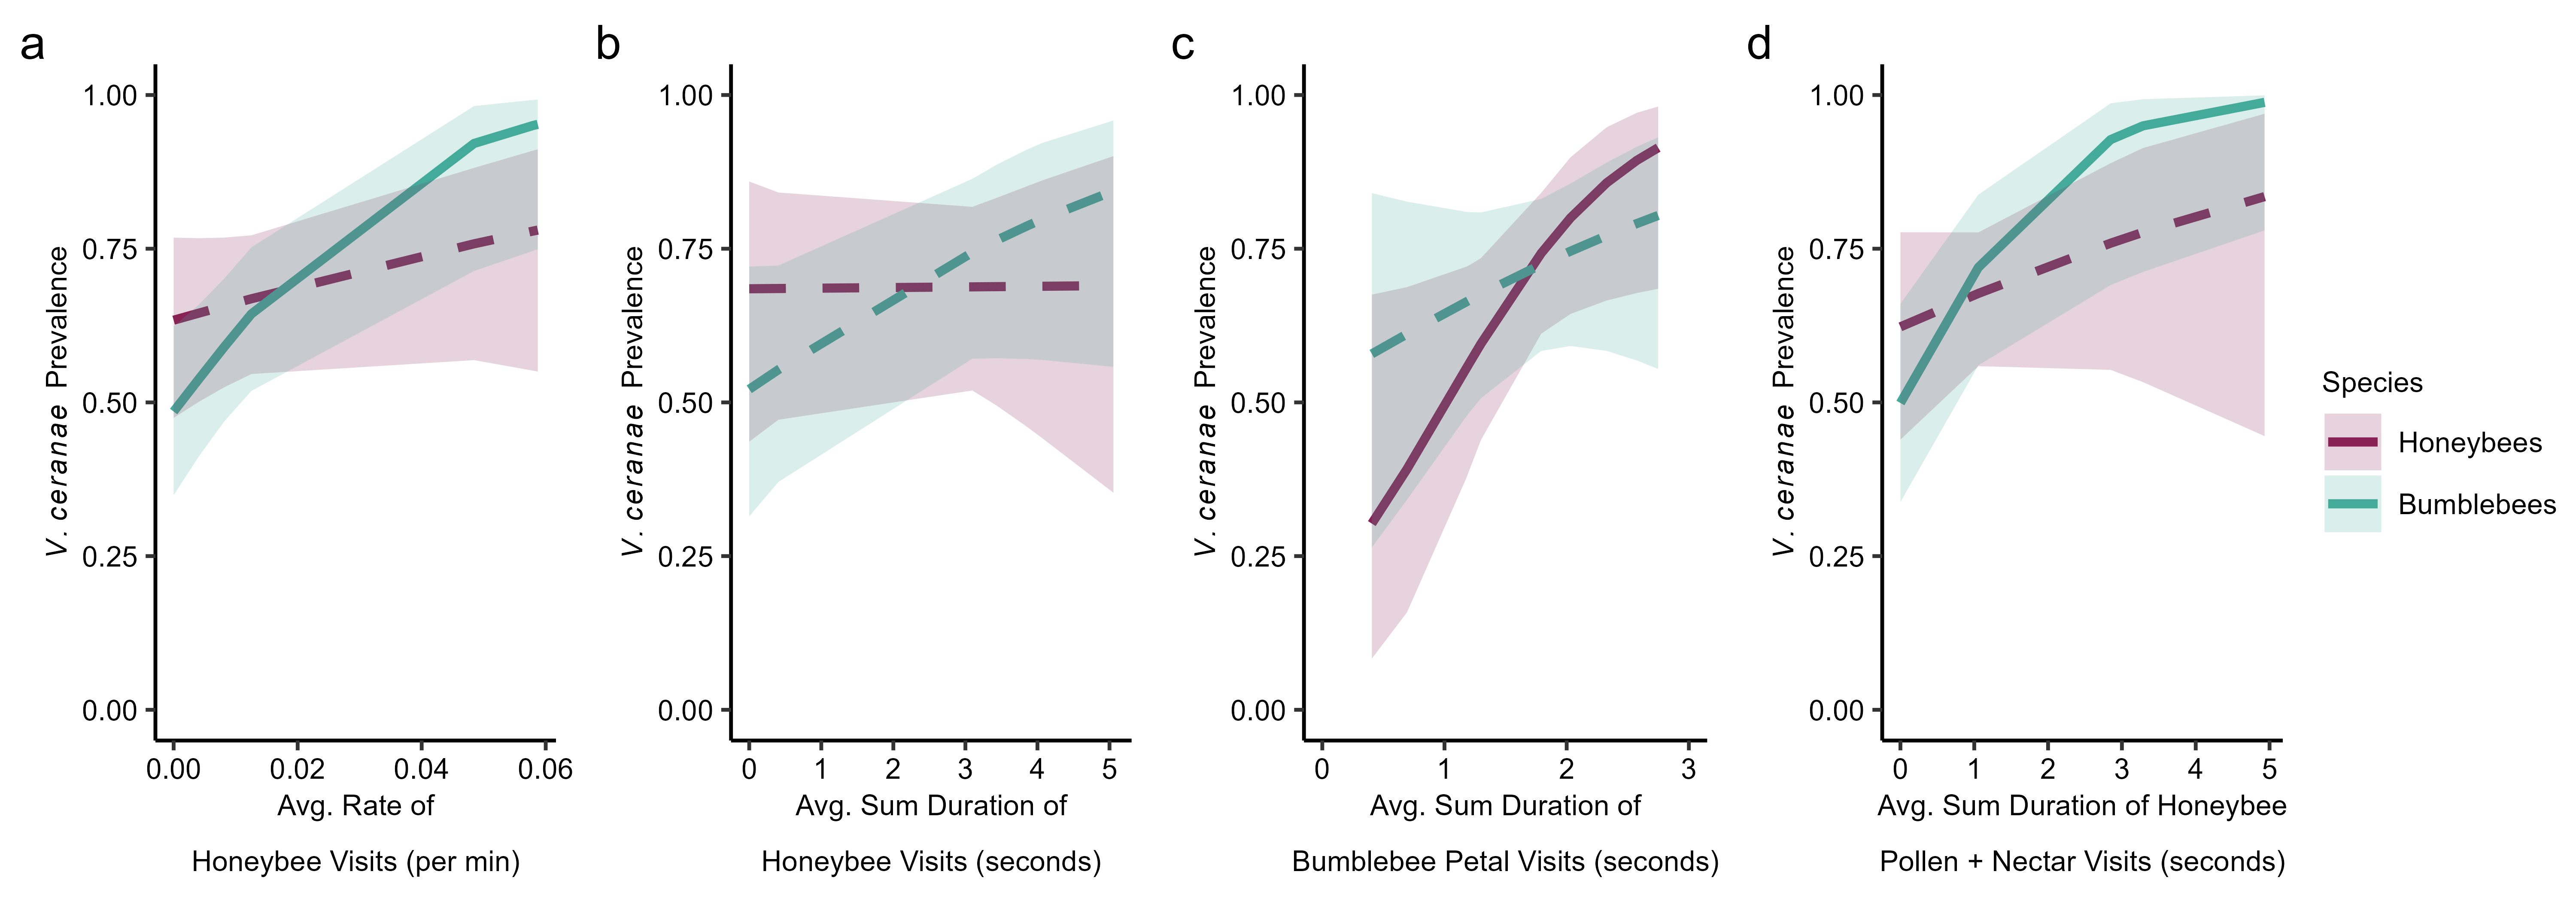 a
1.00
0.75
0.50
0.25
0.00
V. ceranae Prevalence
0.00 0.02 0.04 0.06
Avg. Rate of
Honeybee Visits (per min)
b
1.00
0.75
0.50
0.25
0.00
V. ceranae Prevalence
0 1 2 3 4 5
Avg. Sum Duration of
Honeybee Visits (seconds)
c
1.00
0.75
0.50
0.25
0.00
V. ceranae Prevalence
0 1 2 3
Avg. Sum Duration of
Bumblebee Petal Visits (seconds)
d
1.00
0.75
0.50
0.25
0.00
V. ceranae Prevalence
0 1 2 3 4 5
Avg. Sum Duration of Honeybee
Pollen + Nectar Visits (seconds)
Species
Honeybees
Bumblebees